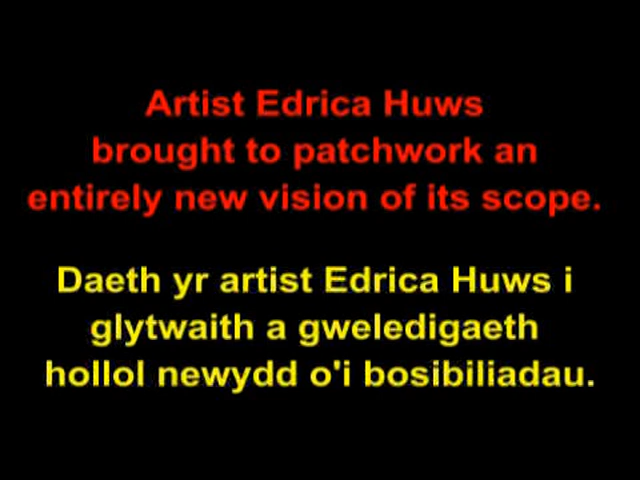 Artist Edrica Huws
brought to patchwork an
entirely new vision of its scope.
Daeth yr artist Edrica Huws i
glytwaith a gweledigaeth
hollol newydd o'i bosibiliadau.